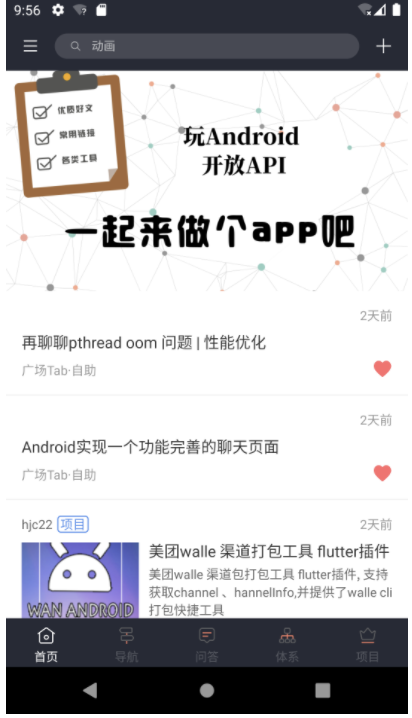 9:56
动画
优质好文
常用链接
各类工具
玩Android
开放API
一起来做个app吧
2天前
再聊聊pthread oom 问题 | 性能优化
广场Tab·自助
2天前
Android实现一个功能完善的聊天页面
广场Tab·自助
hjc22 项目 2天前
美团walle 渠道打包工具 flutter插件
美团walle 渠道包打包工具 flutter插件, 支持
获取channel 、channelInfo,并提供了walle cli
打包快捷工具
WAN ANDROID
首页 导航 问答 体系 项目